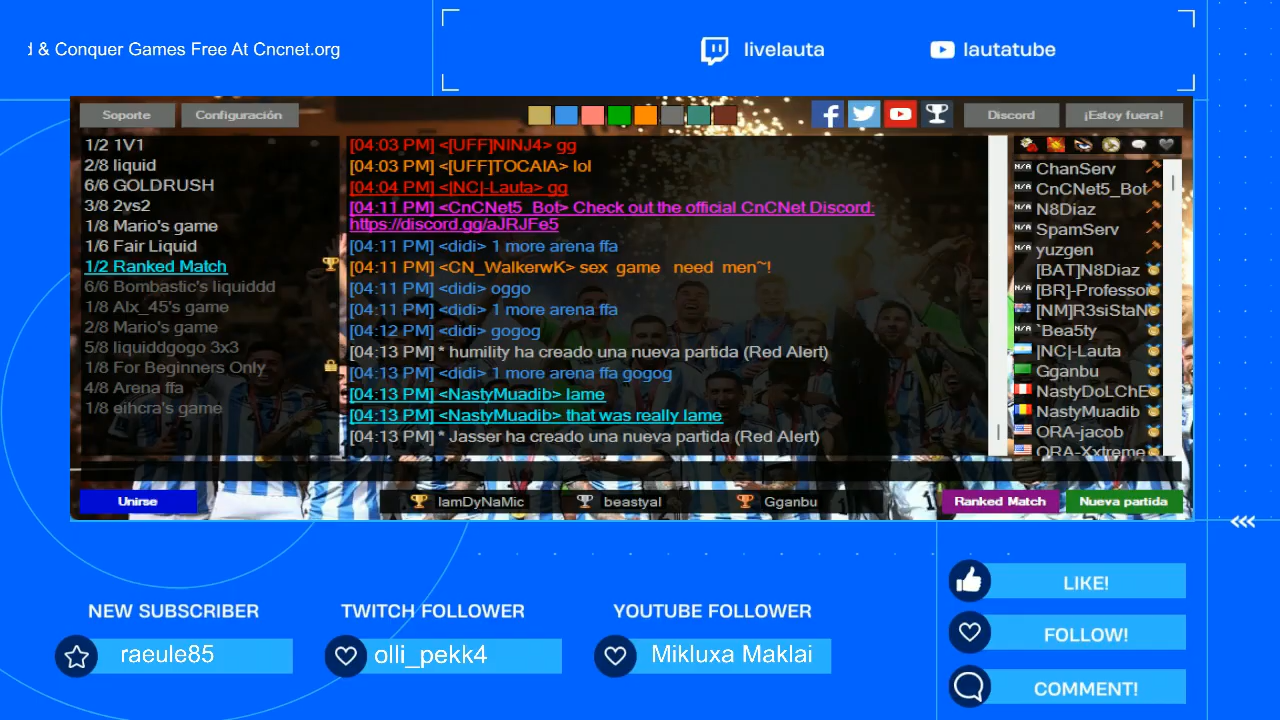 d & Conquer Games Free At Cncnet.org
livelauta
lautatube
Soporte
Configuración
Discord
¡Estoy fuera!
1/2 1V1
2/8 liquid
6/6 GOLDRUSH
3/8 2vs2
1/8 Mario's game
1/6 Fair Liquid
1/2 Ranked Match
6/6 Bombastic's liquiddd
1/8 Alx_45's game
2/8 Mario's game
5/8 liquiddgogo 3x3
1/8 For Beginners Only
4/8 Arena ffa
1/8 eihcra's game
[04:03 PM] <[UFF]NINJ4> gg
[04:03 PM] <[UFF]TOCAIA> lol
[04:04 PM] <|NC|-Lauta> gg
[04:11 PM] <CnCNet5_Bot> Check out the official CnCNet Discord:
https://discord.gg/aJRJFe5
[04:11 PM] <didi> 1 more arena ffa
[04:11 PM] <CN_WalkerwK> sex game need men~!
[04:11 PM] <didi> oggo
[04:11 PM] <didi> 1 more arena ffa
[04:12 PM] <didi> gogog
[04:13 PM] * humility ha creado una nueva partida (Red Alert)
[04:13 PM] <didi> 1 more arena ffa gogog
[04:13 PM] <NastyMuadib> lame
[04:13 PM] <NastyMuadib> that was really lame
[04:13 PM] * Jasser ha creado una nueva partida (Red Alert)
N/A ChanServ
N/A CnCNet5_Bot
N/A N8Diaz
N/A SpamServ
N/A yuzgen
[BAT]N8Diaz
N/A [BR]-Professor
[NM]R3siStaN
N/A `Bea5ty
|NC|-Lauta
Gganbu
NastyDoLChE
NastyMuadib
ORA-jacob
ORA-Xxtreme
Unirse
IamDyNaMic
beastyal
Gganbu
Ranked Match
Nueva partida
LIKE!
FOLLOW!
COMMENT!
NEW SUBSCRIBER
raeule85
TWITCH FOLLOWER
olli_pekk4
YOUTUBE FOLLOWER
Mikluxa Maklai